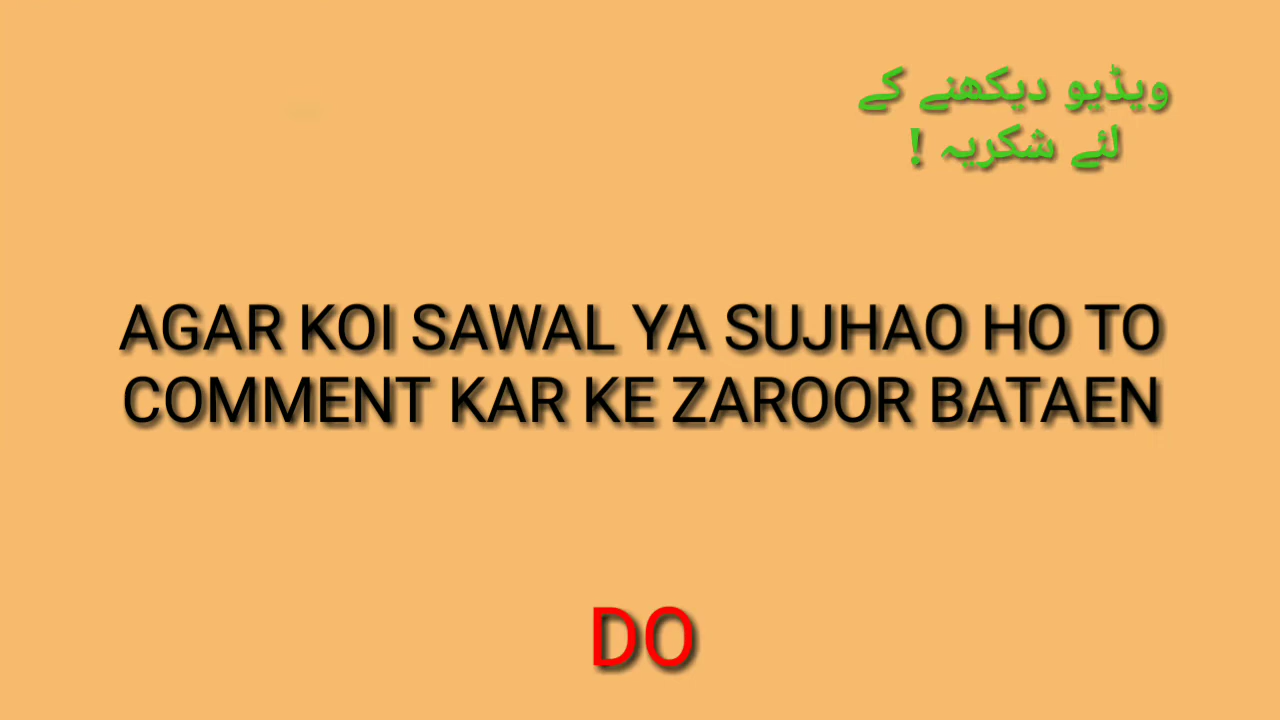 ویڈیو دیکھنے کے
لئے شکریہ !
AGAR KOI SAWAL YA SUJHAO HO TO
COMMENT KAR KE ZAROOR BATAEN
DO